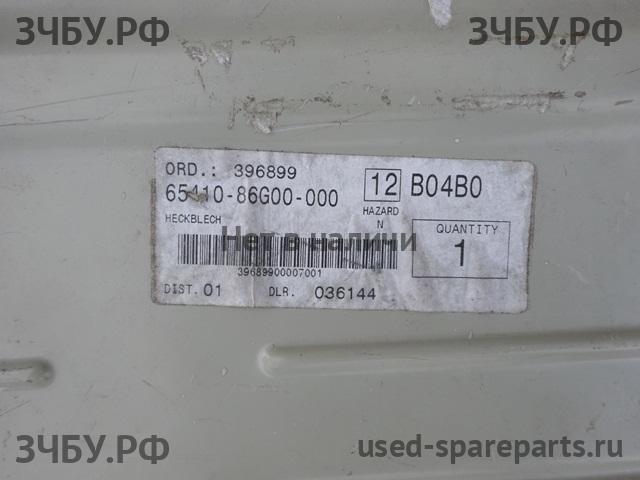 ЗЧБУ.РФ ЗЧБУ.РФ
ORD.: 396899
65410-86G00-000 12 B04B0
HECKBLECH HAZARD
N
QUANTITY
1
Нет в наличи
39689900007001
DIST. 01 DLR. 036144
ЗЧБУ.РФ used-spareparts.ru